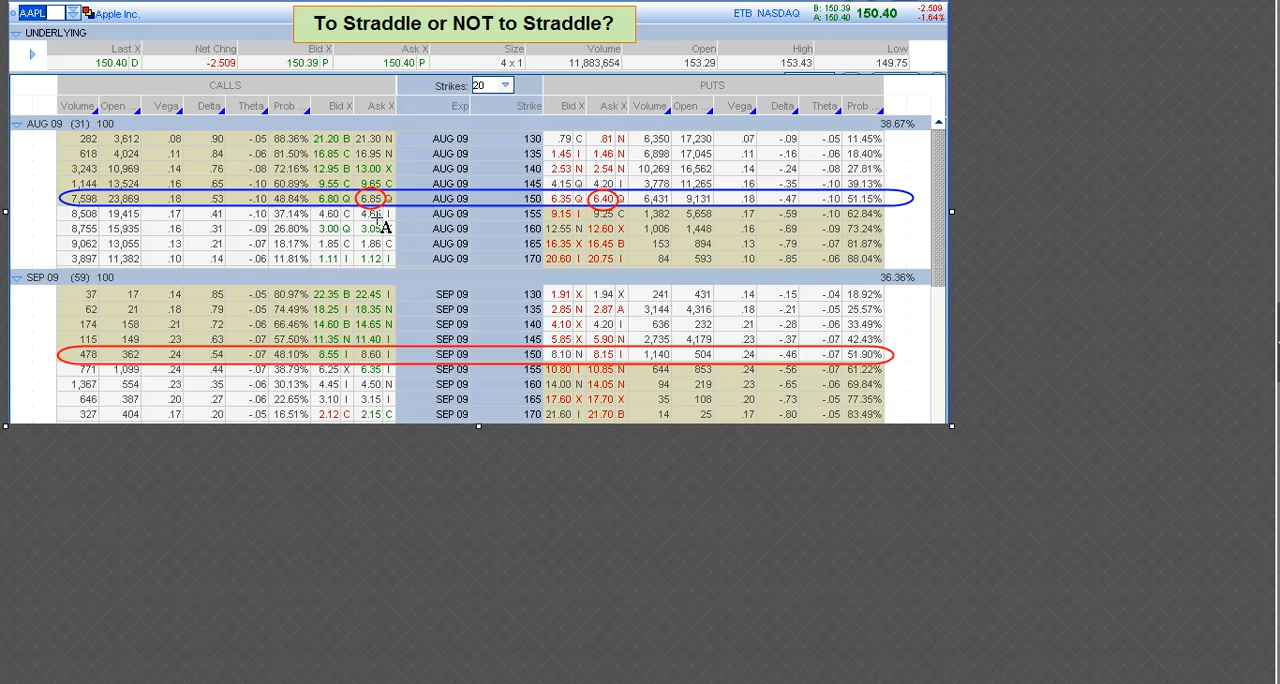 AAPL Apple Inc. To Straddle or NOT to Straddle? ETB NASDAQ B: 150.39 A: 150.40 150.40 -2.509 -1.64%
UNDERLYING
Last X Net Chng Bid X Ask X Size Volume Open High Low
150.40 D -2.509 150.39 P 150.40 P 4 x 1 11,883,654 153.29 153.43 149.75
CALLS Strikes: 20 PUTS
Volume Open ... Vega Delta Theta Prob ... Bid X Ask X Exp Strike Bid X Ask X Volume Open ... Vega Delta Theta Prob ...
AUG 09 (31) 100 38.67%
282 3,612 .08 .90 -.05 88.36% 21.20 B 21.30 N AUG 09 130 .79 C .81 N 6,350 17,230 .07 -.09 -.05 11.45%
618 4,024 .11 .84 -.06 81.50% 16.85 C 16.95 N AUG 09 135 1.45 I 1.46 N 6,898 17,045 .11 -.16 -.06 18.40%
3,243 10,969 .14 .76 -.08 72.16% 12.95 B 13.00 X AUG 09 140 2.53 N 2.54 N 10,269 16,562 .14 -.24 -.08 27.81%
1,144 13,524 .16 .65 -.10 60.89% 9.55 C 9.65 C AUG 09 145 4.15 Q 4.20 I 3,778 11,265 .16 -.35 -.10 39.13%
7,598 23,869 .18 .53 -.10 48.84% 6.80 Q 6.85 Q AUG 09 150 6.35 Q 6.40 Q 6,431 9,131 .18 -.47 -.10 51.15%
8,508 19,415 .17 .41 -.10 37.14% 4.60 C I AUG 09 155 9.15 I 9.25 C 1,382 5,658 .17 -.59 -.10 62.84%
8,755 15,935 .16 .31 -.09 26.80% 3.00 Q A AUG 09 160 12.55 N 12.60 X 1,006 1,448 .16 -.69 -.09 73.24%
9,062 13,055 .13 .21 -.07 18.17% 1.85 C 1.86 C AUG 09 165 16.35 X 16.45 B 153 894 .13 -.79 -.07 81.87%
3,897 11,382 .10 .14 -.06 11.81% 1.11 I 1.12 I AUG 09 170 20.60 I 20.75 I 84 593 .10 -.85 -.06 88.04%
SEP 09 (59) 100 36.36%
37 17 .14 .85 -.05 80.97% 22.35 B 22.45 I SEP 09 130 1.91 X 1.94 X 241 431 .14 -.15 -.04 18.92%
62 21 .18 .79 -.05 74.49% 18.25 I 18.35 N SEP 09 135 2.85 N 2.87 A 3,144 4,316 .18 -.21 -.05 25.57%
174 158 .21 .72 -.06 66.46% 14.60 B 14.65 N SEP 09 140 4.10 X 4.20 I 636 232 .21 -.28 -.06 33.49%
115 149 .23 .63 -.07 57.50% 11.35 N 11.40 I SEP 09 145 5.85 X 5.90 N 2,735 4,179 .23 -.37 -.07 42.43%
478 362 .24 .54 -.07 48.10% 8.55 I 8.60 I SEP 09 150 8.10 N 8.15 I 1,140 504 .24 -.46 -.07 51.90%
771 1,099 .24 .44 -.07 38.79% 6.25 X 6.35 I SEP 09 155 10.80 I 10.85 N 644 853 .24 -.56 -.07 61.22%
1,367 554 .23 .35 -.07 30.13% 4.45 I 4.50 N SEP 09 160 14.00 N 14.05 N 94 219 .23 -.65 -.06 69.84%
646 387 .20 .27 -.06 22.65% 3.10 I 3.15 I SEP 09 165 17.60 X 17.70 X 35 108 .20 -.73 -.05 77.35%
327 404 .17 .20 -.05 16.51% 2.12 C 2.15 C SEP 09 170 21.60 I 21.70 B 14 25 .17 -.80 -.05 83.49%